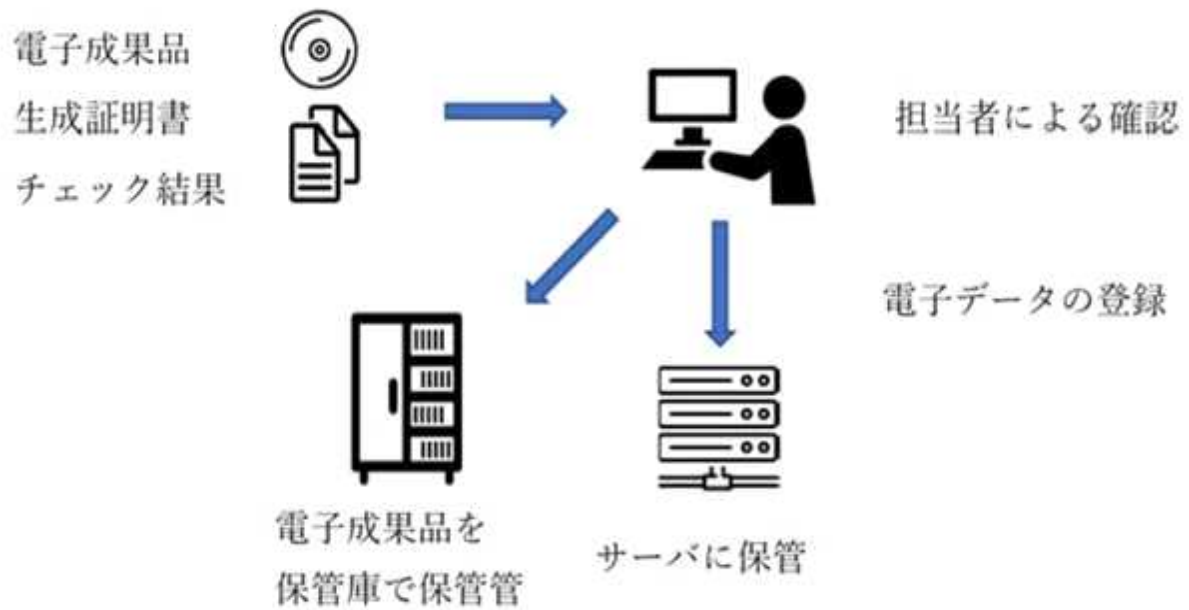 電子成果品
生成証明書
チェック結果
担当者による確認
電子データの登録
電子成果品を
保管庫で保管管
サーバに保管